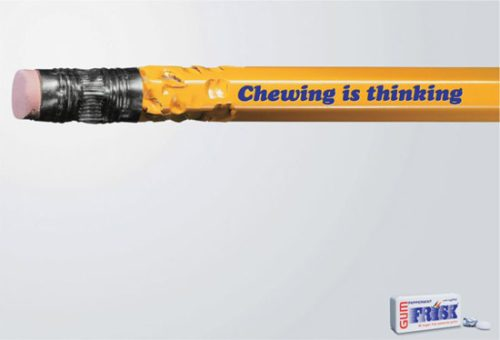 Chewing is thinking
GUM
PEPPERMINT
FRISK